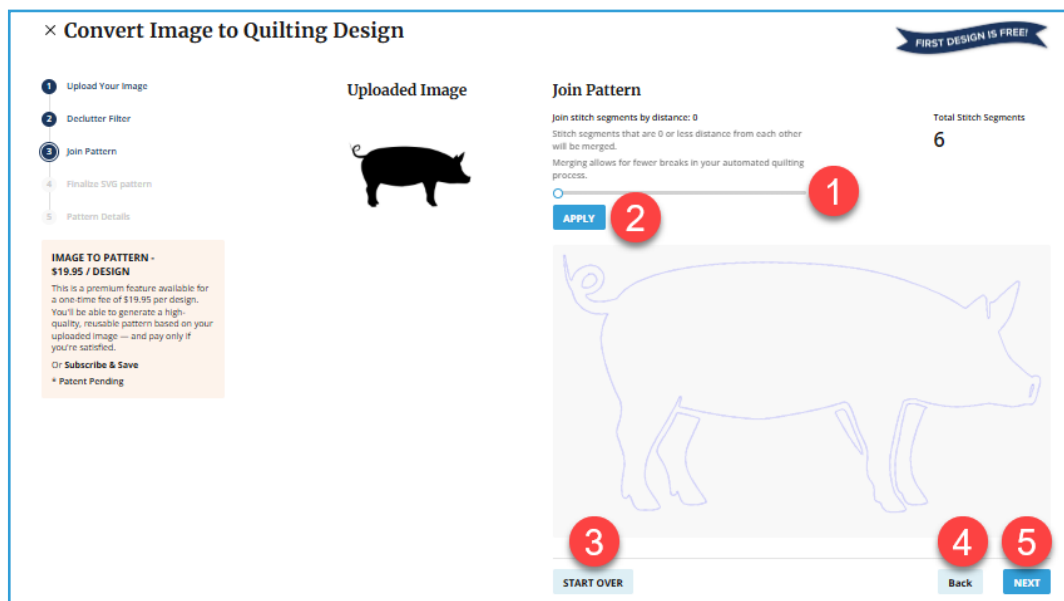 × Convert Image to Quilting Design
FIRST DESIGN IS FREE!
1 Upload Your Image
2 Declutter Filter
3 Join Pattern
4 Finalize SVG pattern
5 Pattern Details
IMAGE TO PATTERN -
$19.95 / DESIGN
This is a premium feature available for
a one-time fee of $19.95 per design.
You'll be able to generate a high-
quality, reusable pattern based on your
uploaded image — and pay only if
you're satisfied.
Or Subscribe & Save
* Patent Pending
Uploaded Image
Join Pattern
Join stitch segments by distance: 0
Stitch segments that are 0 or less distance from each other
will be merged.
Merging allows for fewer breaks in your automated quilting
process.
1
APPLY
2
Total Stitch Segments
6
3
4
5
START OVER
Back
NEXT